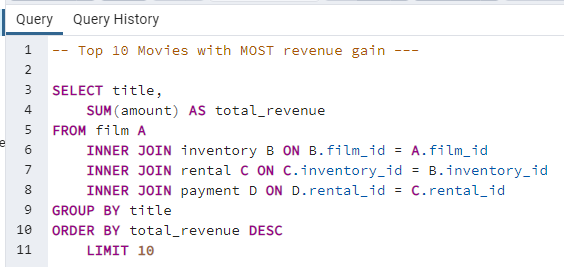 Query Query History
1 -- Top 10 Movies with MOST revenue gain ---
2
3 SELECT title,
4 SUM(amount) AS total_revenue
5 FROM film A
6 INNER JOIN inventory B ON B.film_id = A.film_id
7 INNER JOIN rental C ON C.inventory_id = B.inventory_id
8 INNER JOIN payment D ON D.rental_id = C.rental_id
9 GROUP BY title
10 ORDER BY total_revenue DESC
11 LIMIT 10